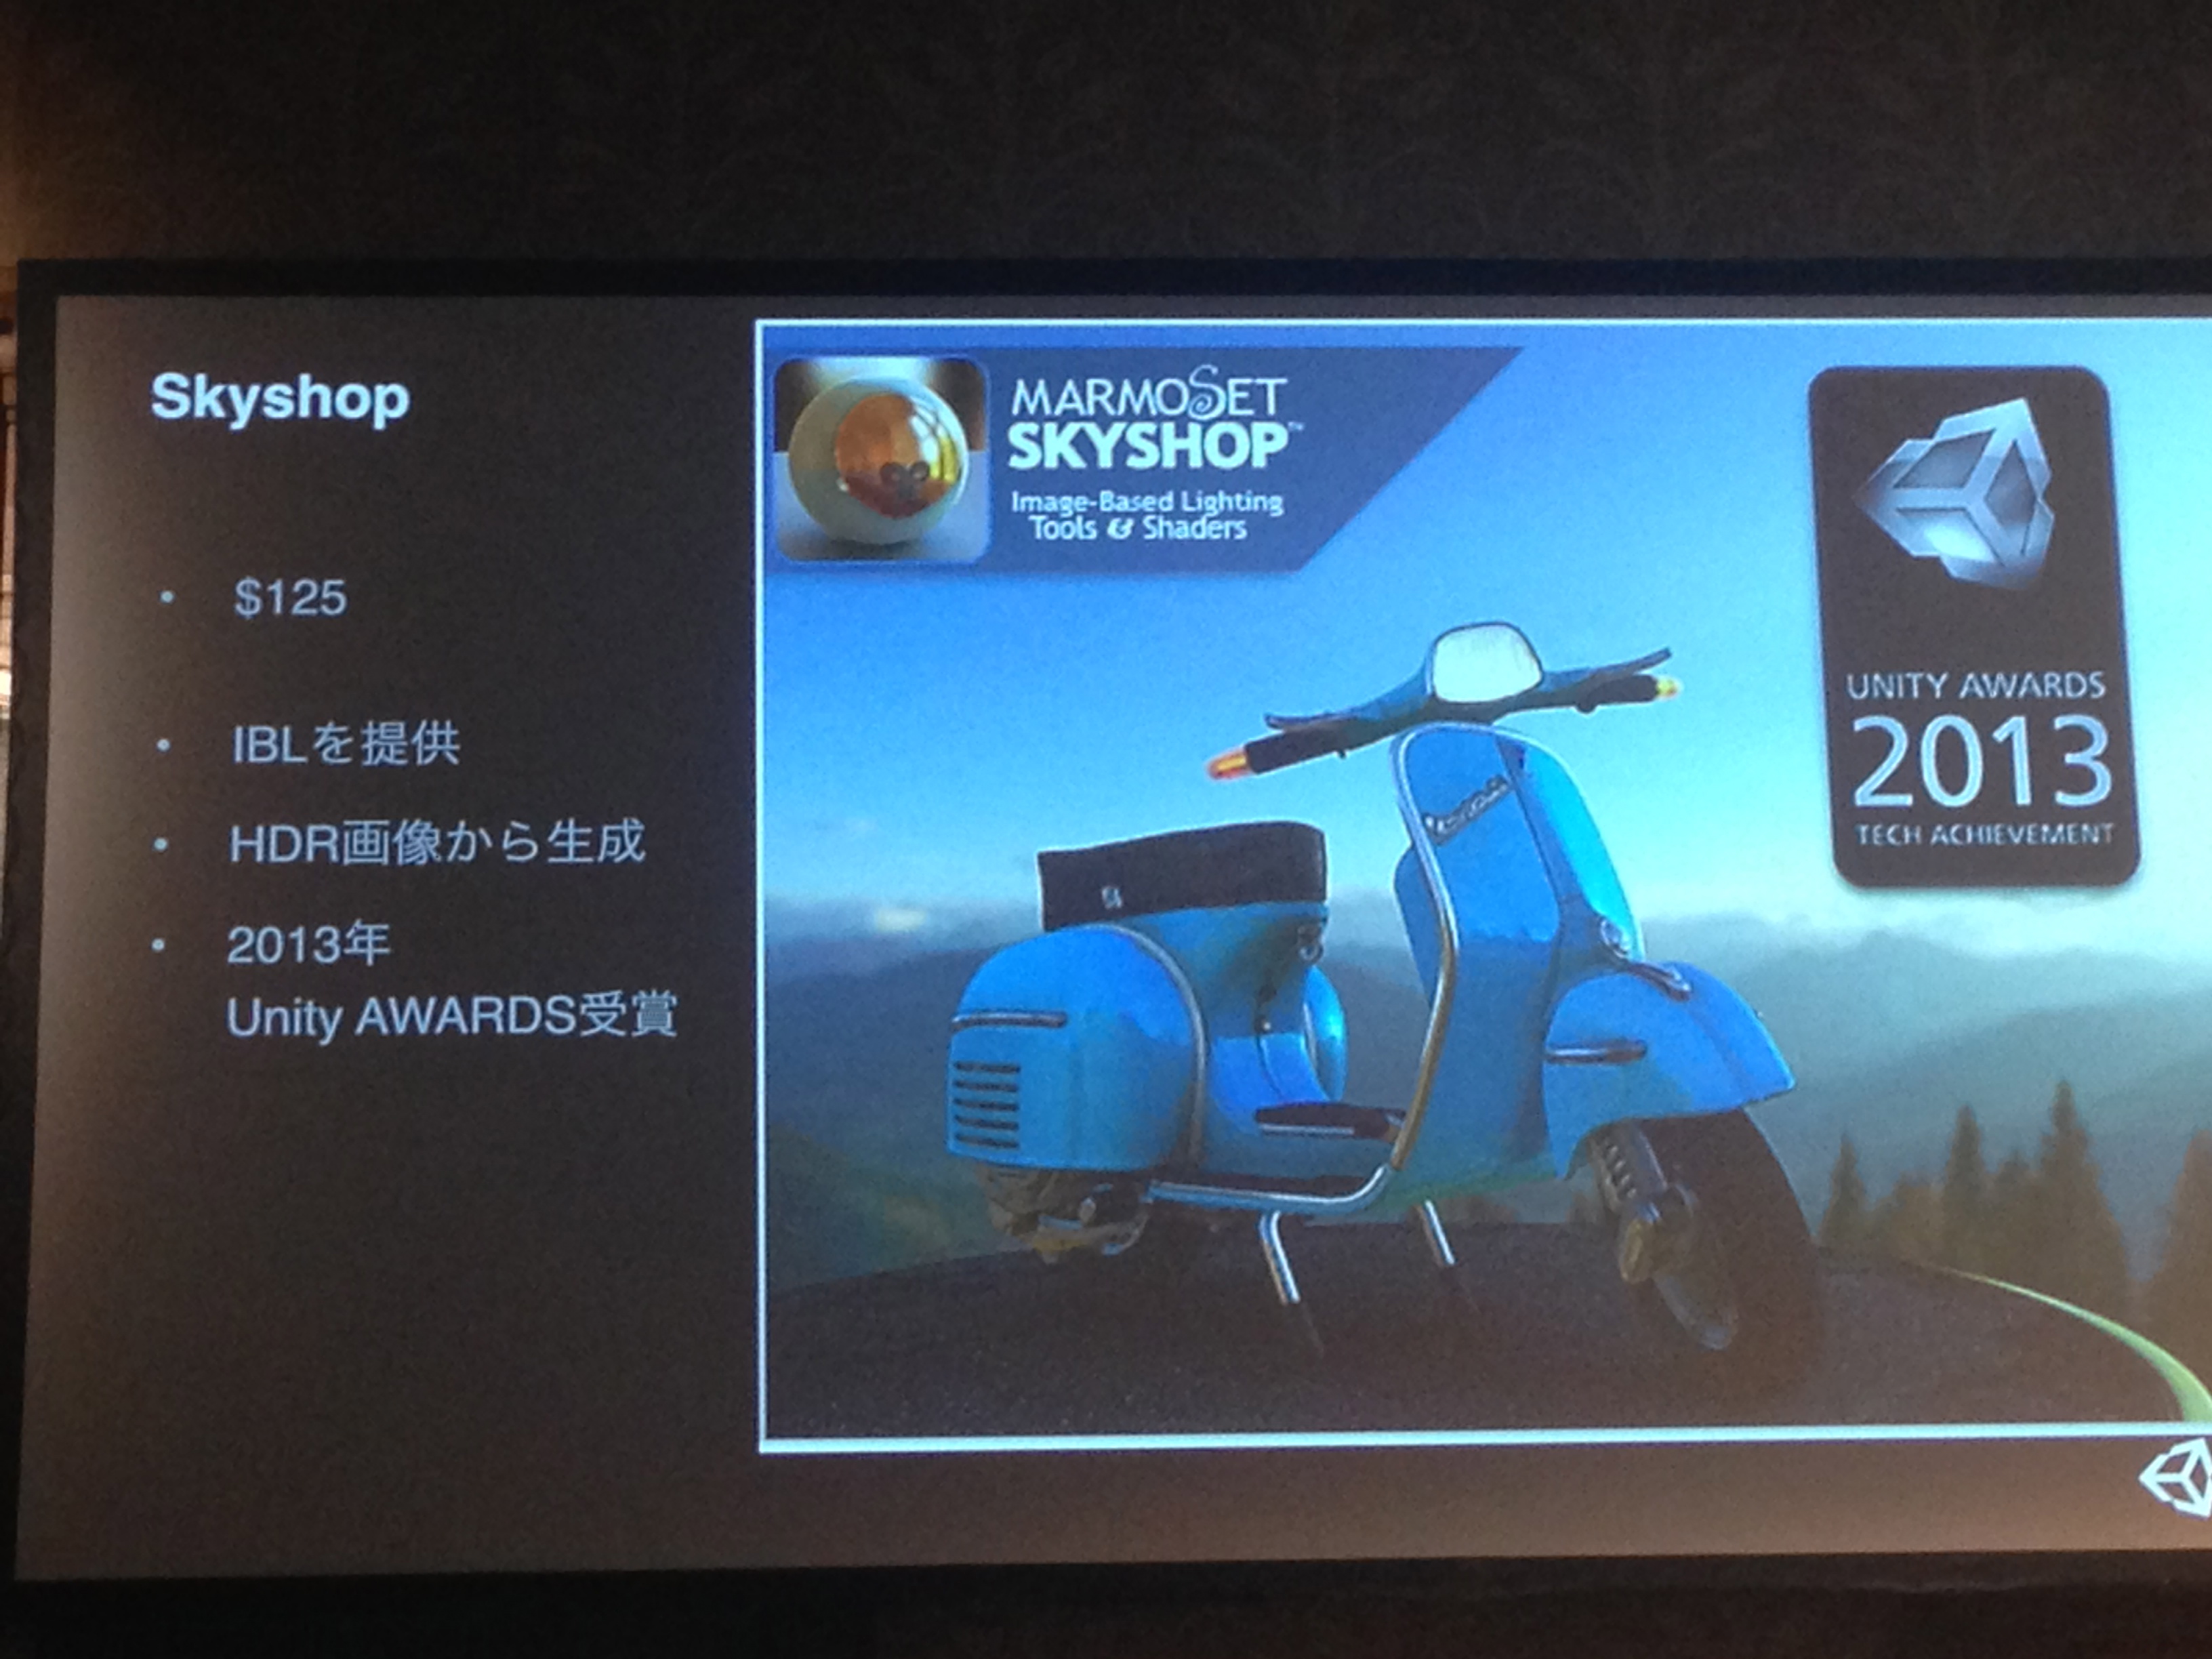 Skyshop
• $125
• IBLを提供
• HDR画像から生成
• 2013年
Unity AWARDS受賞
MARMOSET
SKYSHOP™
Image-Based Lighting
Tools & Shaders
UNITY AWARDS
2013
TECH ACHIEVEMENT